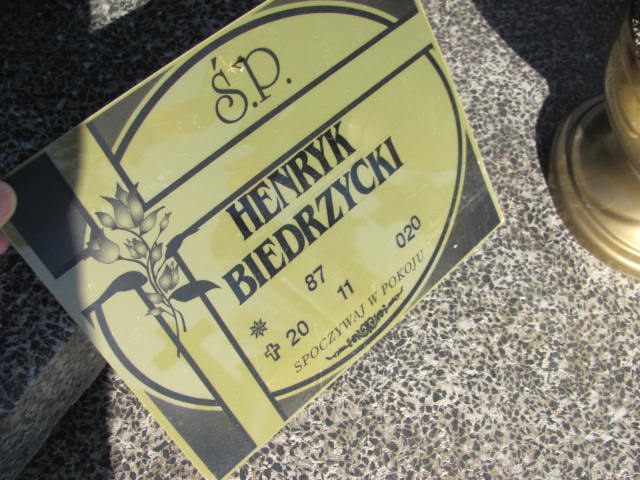 Ś.P.
HENRYK
BIEDRZYCKI
87
20 11 020
SPOCZYWAJ W POKOJU